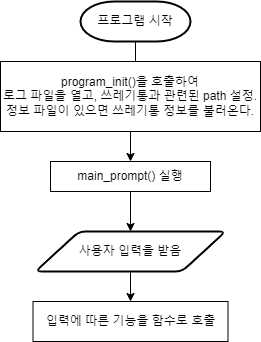 프로그램 시작
program_init()을 호출하여
로그 파일을 열고, 쓰레기통과 관련된 path 설정.
정보 파일이 있으면 쓰레기통 정보를 불러온다.
main_prompt() 실행
사용자 입력을 받음
입력에 따른 기능을 함수로 호출